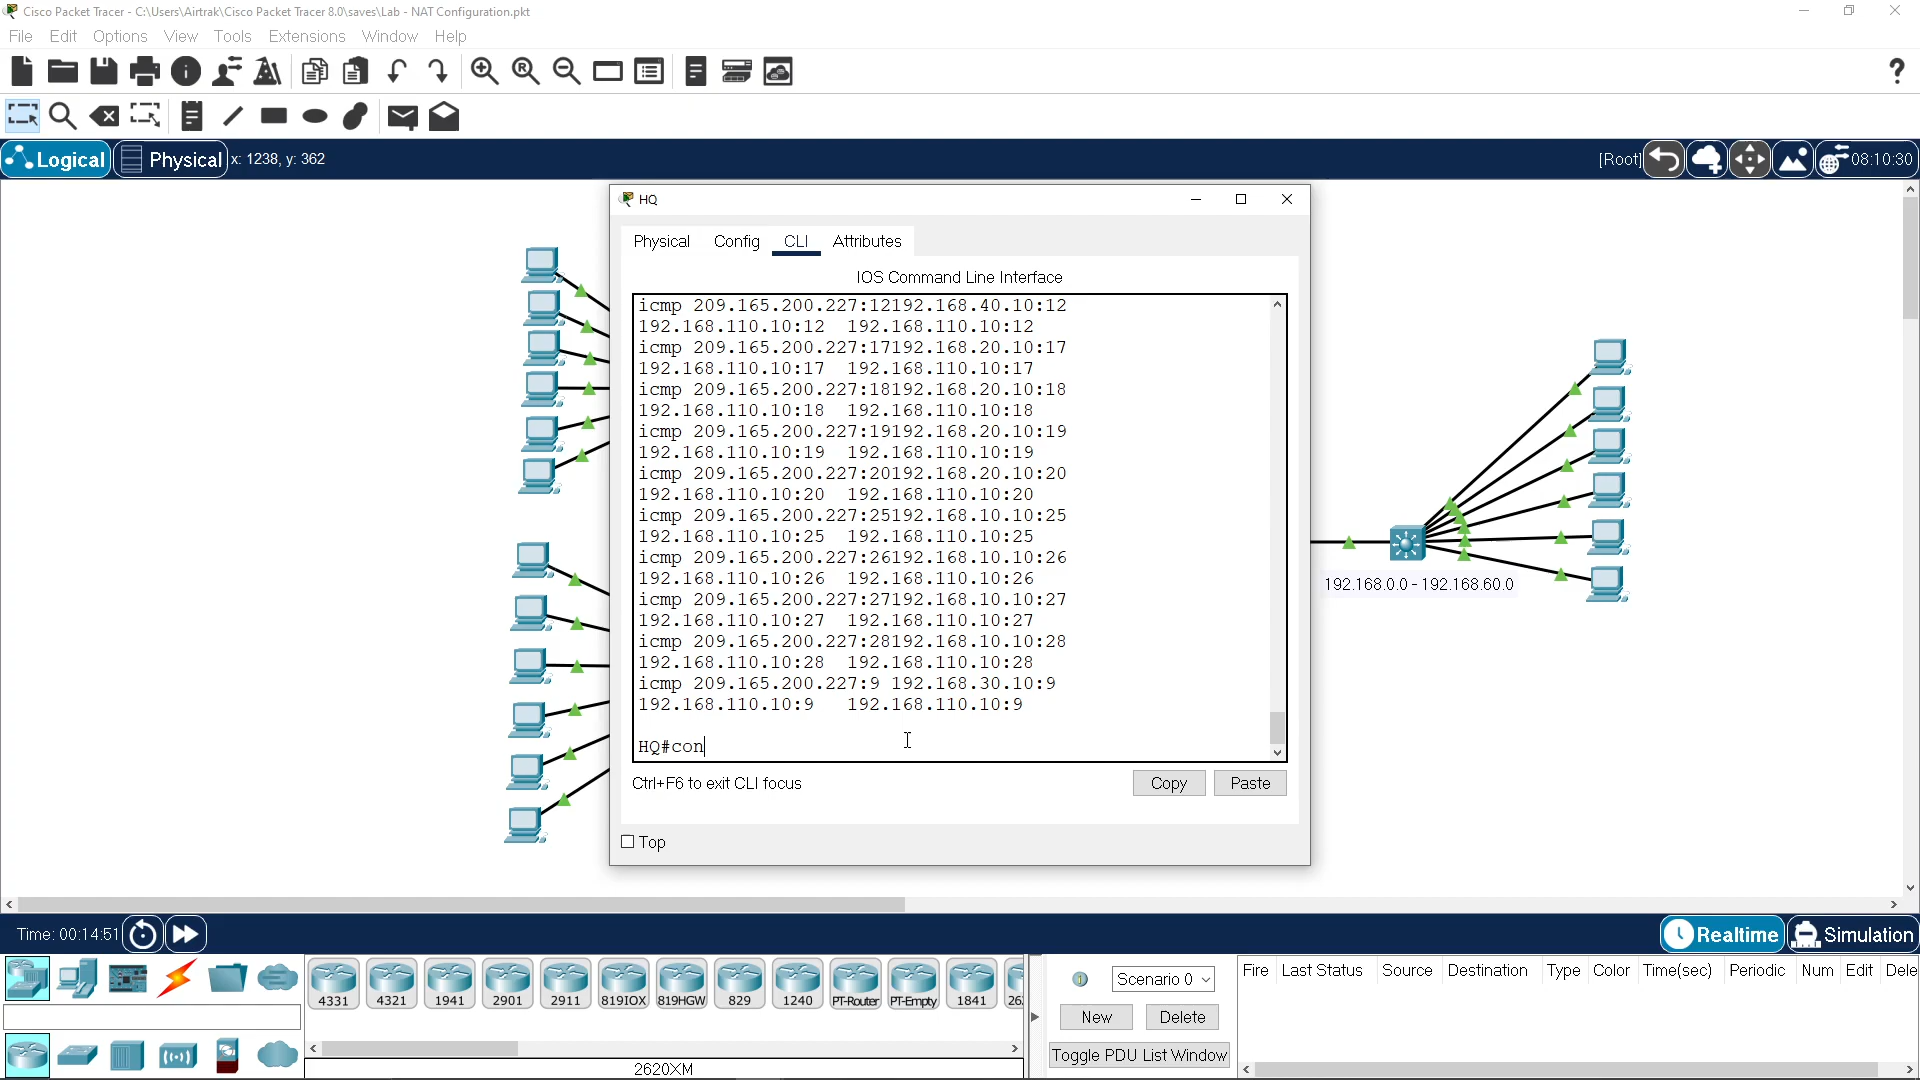 Cisco Packet Tracer - C:\Users\Airtrak\Cisco Packet Tracer 8.0\saves\Lab - NAT Configuration.pkt
File Edit Options View Tools Extensions Window Help
Logical Physical x: 1238, y: 362 [Root] 08:10:30
HQ
Physical Config CLI Attributes
IOS Command Line Interface
icmp 209.165.200.227:12192.168.40.10:12
192.168.110.10:12 192.168.110.10:12
icmp 209.165.200.227:17192.168.20.10:17
192.168.110.10:17 192.168.110.10:17
icmp 209.165.200.227:18192.168.20.10:18
192.168.110.10:18 192.168.110.10:18
icmp 209.165.200.227:19192.168.20.10:19
192.168.110.10:19 192.168.110.10:19
icmp 209.165.200.227:20192.168.20.10:20
192.168.110.10:20 192.168.110.10:20
icmp 209.165.200.227:25192.168.10.10:25
192.168.110.10:25 192.168.110.10:25
icmp 209.165.200.227:26192.168.10.10:26
192.168.110.10:26 192.168.110.10:26
icmp 209.165.200.227:27192.168.10.10:27
192.168.110.10:27 192.168.110.10:27
icmp 209.165.200.227:28192.168.10.10:28
192.168.110.10:28 192.168.110.10:28
icmp 209.165.200.227:9 192.168.30.10:9
192.168.110.10:9 192.168.110.10:9
HQ#con
Ctrl+F6 to exit CLI focus
Copy Paste
Top
192.168.0.0 - 192.168.60.0
Time: 00:14:51 Realtime Simulation
4331 4321 1941 2901 2911 819IOX 819HGW 829 1240 PT-Router PT-Empty 1841 26
2620XM
Scenario 0
New Delete
Toggle PDU List Window
Fire Last Status Source Destination Type Color Time(sec) Periodic Num Edit Dele